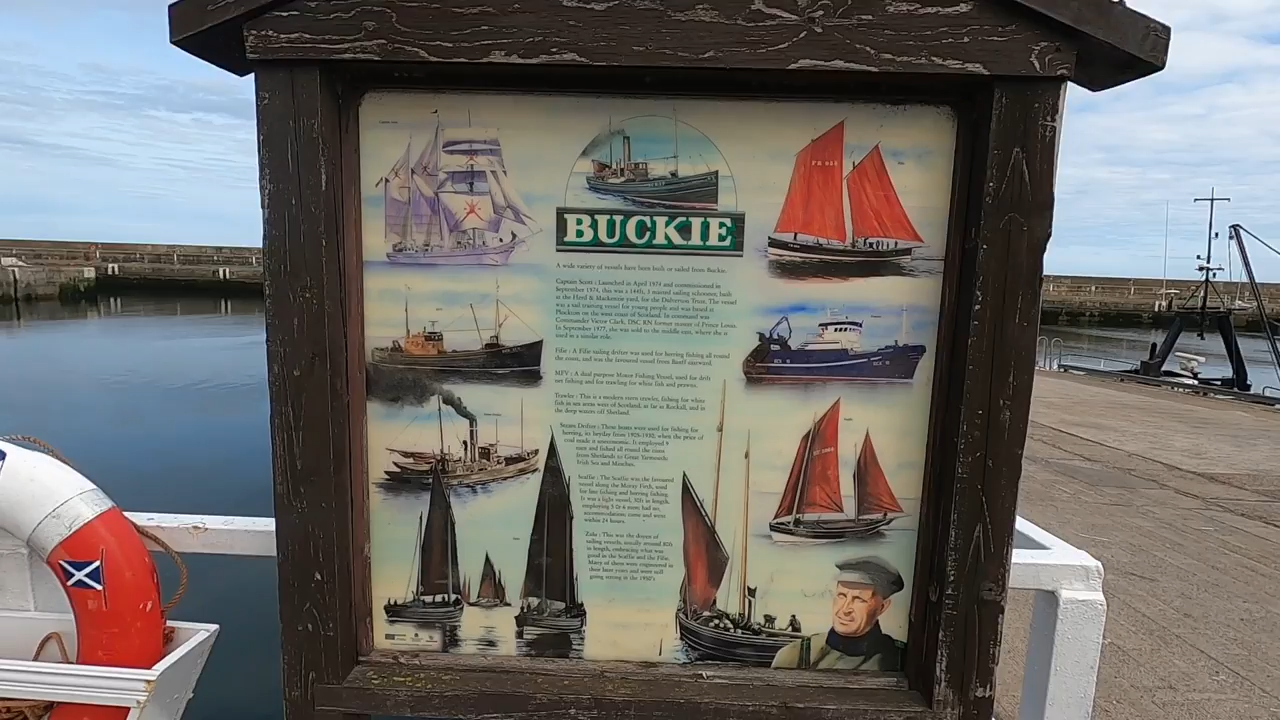 BUCKIE
A wide variety of vessels have been built or sailed from Buckie.
Captain Scott : Launched in April 1974 and commissioned in
September 1974, this was a 144ft, 3 masted sailing schooner, built
at the Herd & Mackenzie yard, for the Dulverton Trust. The vessel
was a sail training vessel for young people and was based at
Plockton on the west coast of Scotland. In command was
Commander Victor Clark, DSC RN former mentor of Prince
In September 1977, she was sold to the middle east, where she is
used in a similar role.
Fifie : A Fifie sailing drifter was used for herring fishing all round
the coast, and was the favoured vessel from Banff eastward.
MFV : A dual purpose Motor Fishing Vessel, used for drift
net fishing and for trawling for white fish and prawns.
Trawler : This is a modern stern trawler, fishing for white
fish in sea areas west of Scotland, as far as Rockall, and in
the deep waters off Shetland.
Steam Drifter : These boats were used for fishing for
herring, its heyday from 1905-1930; when the price of
coal made it uneconomic. It employed 9
men and fished all round the coast
from Shetlands to Great Yarmouth;
Irish Sea and Minches.
Scaffie : The Scaffie was the favoured
vessel along the Moray Firth, used
for line fishing and herring fishing.
It was a light vessel, 30ft in length,
employing 5 or 6 men; had no
accommodation; came and went
within 24 hours.
Zulu : This was the doyen of
sailing vessels, usually around 80ft
in length, embracing what was
good in the Scaffie and the Fifie.
Many of them were engineered in
their later years and were still
going strong in the 1950's